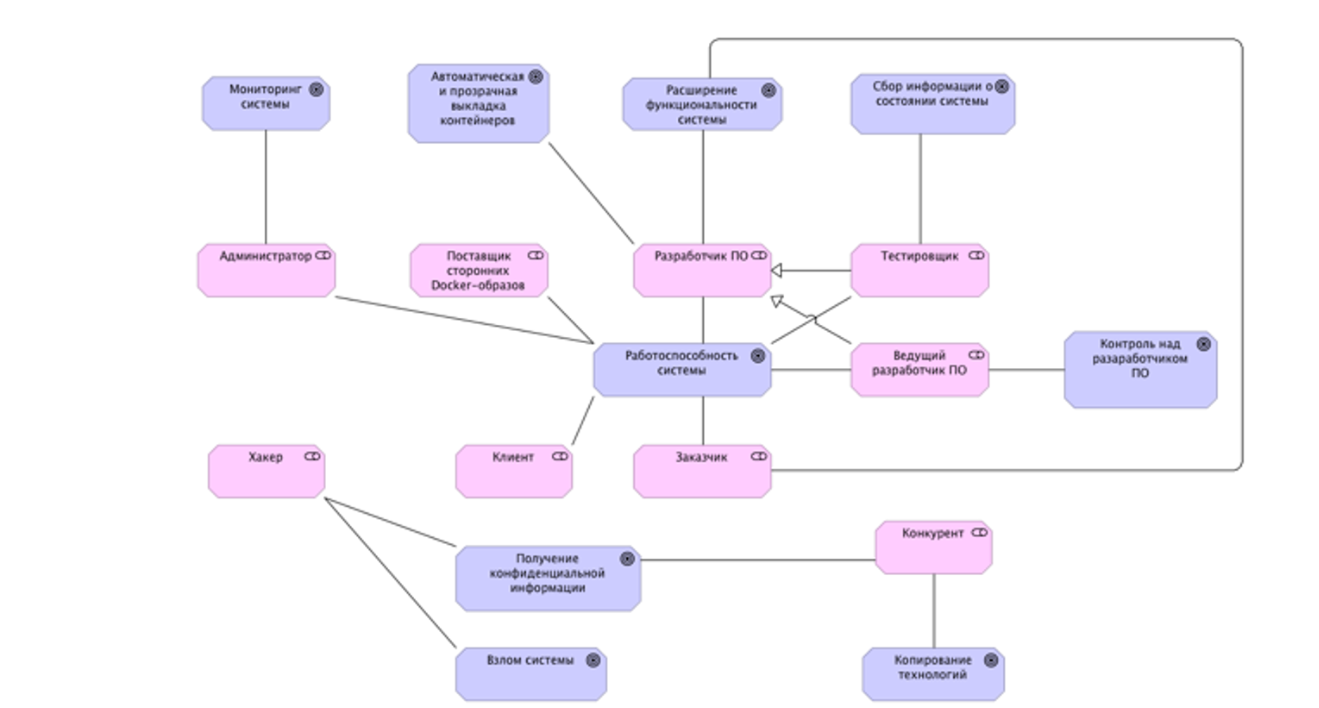 Мониторинг
системы
Автоматическая
и прозрачная
выкладка
контейнеров
Расширение
функциональности
системы
Сбор информации о
состоянии системы
Администратор
Поставщик
сторонних
Docker-образов
Разработчик ПО
Тестировщик
Работоспособность
системы
Ведущий
разработчик ПО
Контроль над
разаработчиком
ПО
Хакер
Клиент
Заказчик
Получение
конфиденциальной
информации
Конкурент
Взлом системы
Копирование
технологий